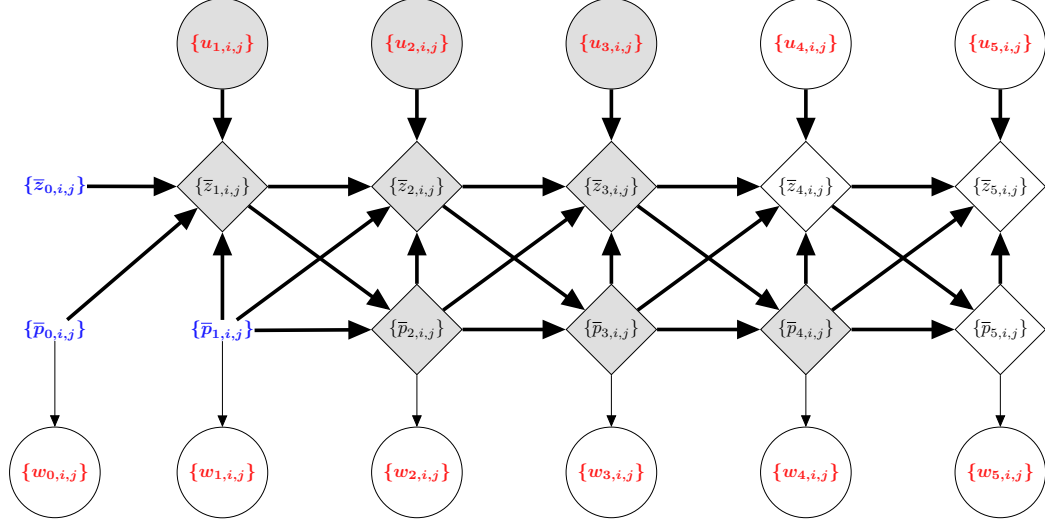 {u₁,ᵢ,ⱼ} {u₂,ᵢ,ⱼ} {u₃,ᵢ,ⱼ} {u₄,ᵢ,ⱼ} {u₅,ᵢ,ⱼ}
{z̅₀,ᵢ,ⱼ} {z̅₁,ᵢ,ⱼ} {z̅₂,ᵢ,ⱼ} {z̅₃,ᵢ,ⱼ} {z̅₄,ᵢ,ⱼ} {z̅₅,ᵢ,ⱼ}
{p̅₀,ᵢ,ⱼ} {p̅₁,ᵢ,ⱼ} {p̅₂,ᵢ,ⱼ} {p̅₃,ᵢ,ⱼ} {p̅₄,ᵢ,ⱼ} {p̅₅,ᵢ,ⱼ}
{w₀,ᵢ,ⱼ} {w₁,ᵢ,ⱼ} {w₂,ᵢ,ⱼ} {w₃,ᵢ,ⱼ} {w₄,ᵢ,ⱼ} {w₅,ᵢ,ⱼ}